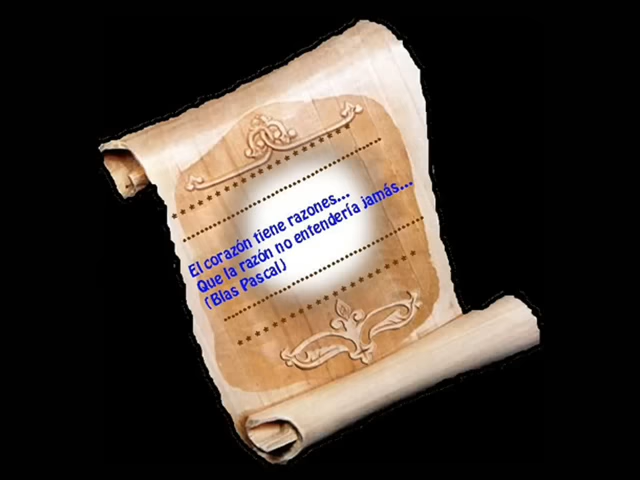 El corazón tiene razones...
Que la razón no entendería jamás...
(Blas Pascal)